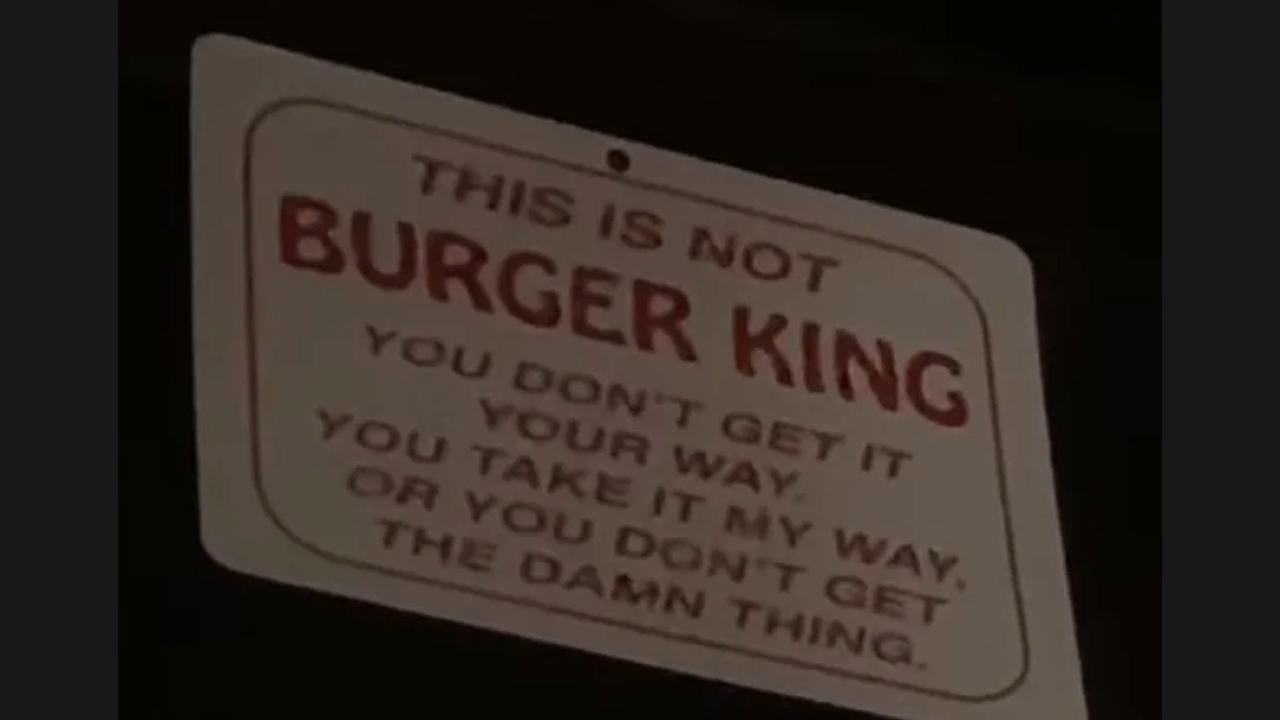 THIS IS NOT
BURGER KING
YOU DON'T GET IT
YOUR WAY.
YOU TAKE IT MY WAY.
OR YOU DON'T GET
THE DAMN THING.